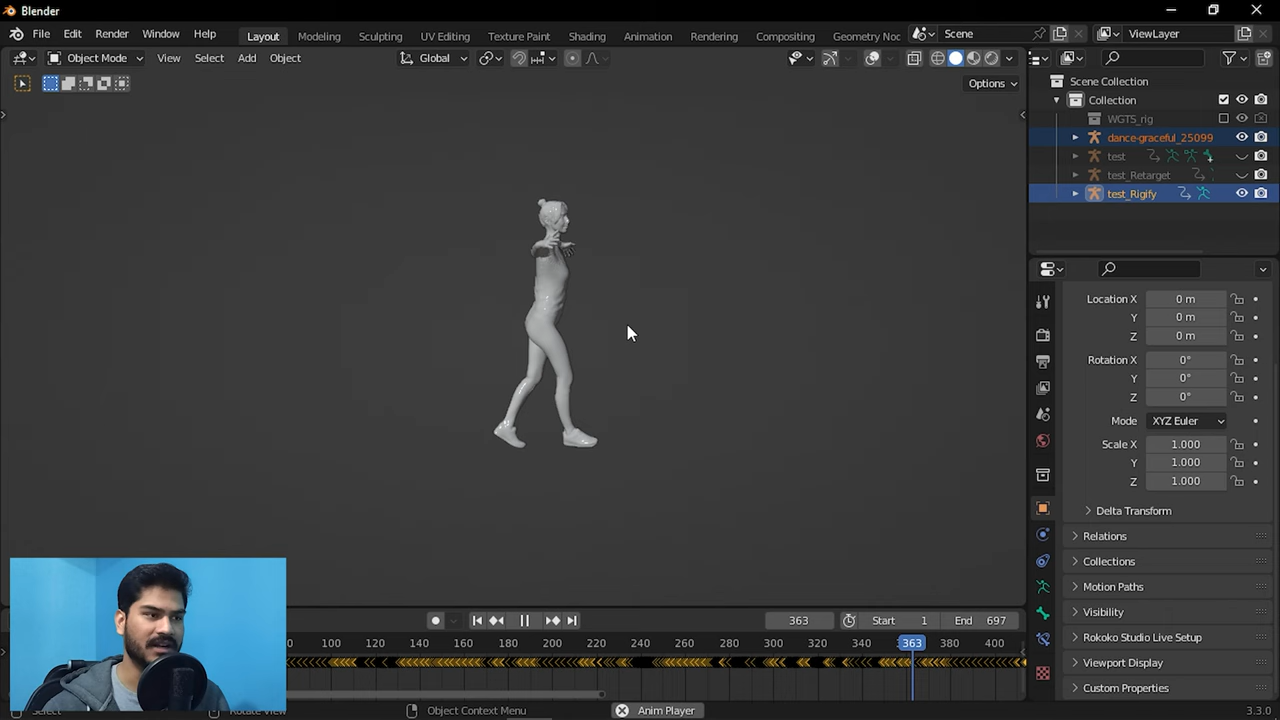 Blender
File Edit Render Window Help Layout Modeling Sculpting UV Editing Texture Paint Shading Animation Rendering Compositing Geometry Noc Scene ViewLayer
Object Mode View Select Add Object Global
Options
Scene Collection
Collection
WGTS_rig
dance-graceful_25099
test
test_Retarget
test_Rigify
Location X 0 m
Y 0 m
Z 0 m
Rotation X 0°
Y 0°
Z 0°
Mode XYZ Euler
Scale X 1.000
Y 1.000
Z 1.000
Delta Transform
Relations
Collections
Motion Paths
Visibility
Rokoko Studio Live Setup
Viewport Display
Custom Properties
363 Start 1 End 697
100 120 140 160 180 200 220 240 260 280 300 320 340 363 380 400
Select Rotate View Object Context Menu Anim Player 3.3.0